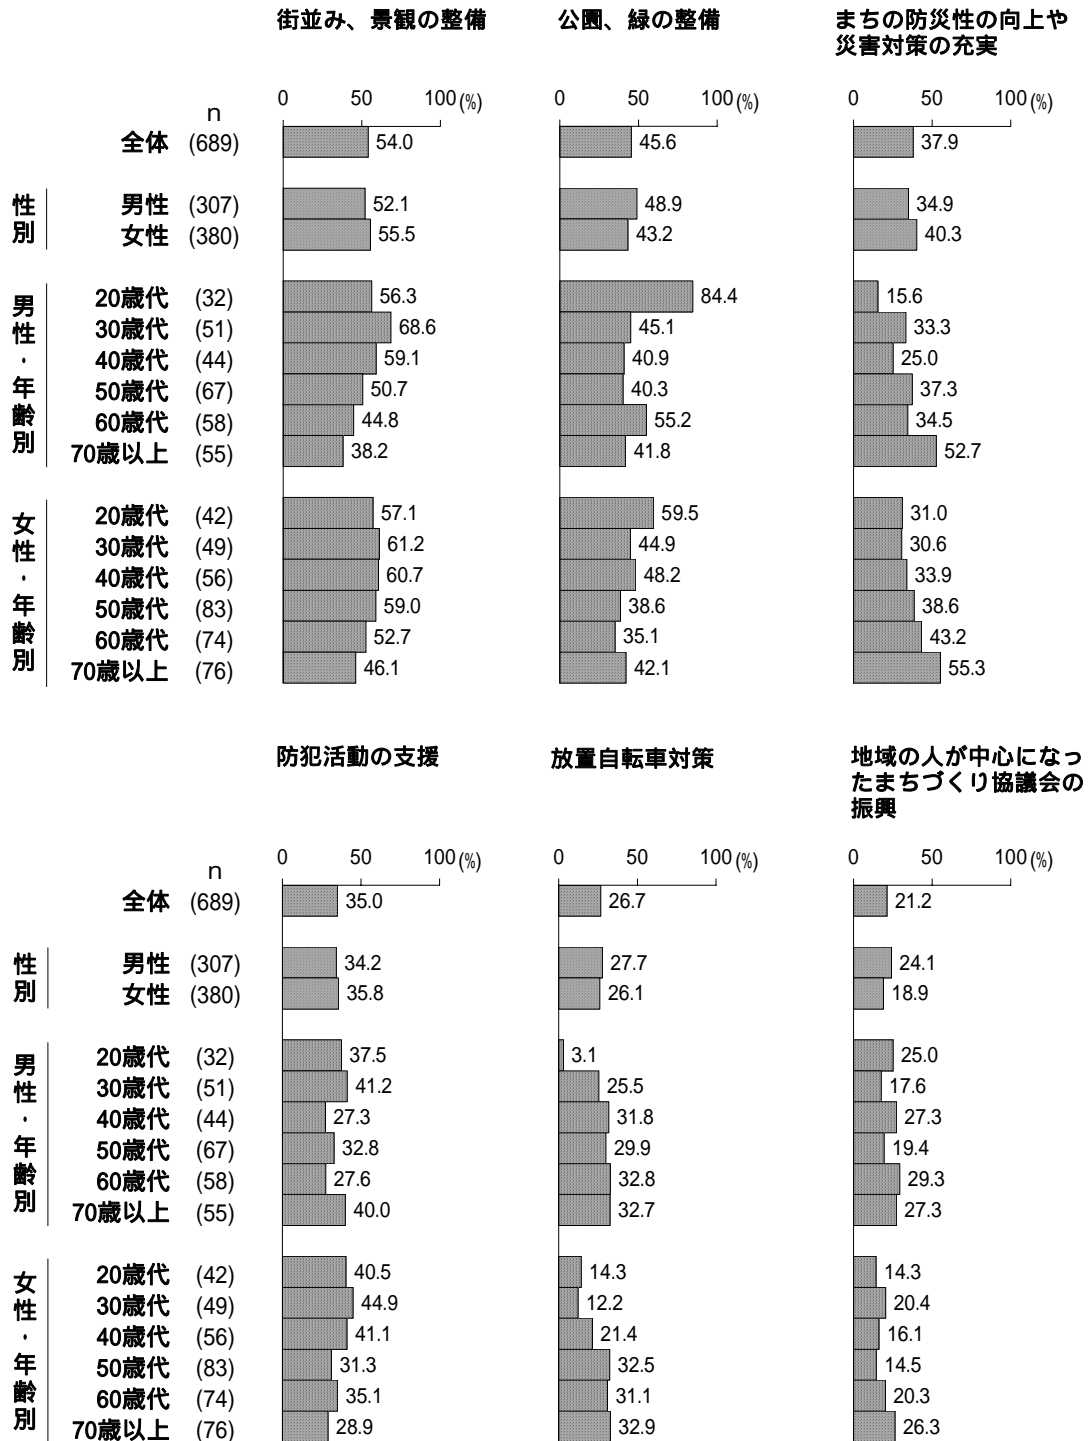 街並み、景観の整備
公園、緑の整備
まちの防災性の向上や
災害対策の充実
n
0 50 100 (%)
0 50 100 (%)
0 50 100 (%)
全体 (689) 54.0 45.6 37.9
性別
男性 (307) 52.1 48.9 34.9
女性 (380) 55.5 43.2 40.3
男性・年齢別
20歳代 (32) 56.3 84.4 15.6
30歳代 (51) 68.6 45.1 33.3
40歳代 (44) 59.1 40.9 25.0
50歳代 (67) 50.7 40.3 37.3
60歳代 (58) 44.8 55.2 34.5
70歳以上 (55) 38.2 41.8 52.7
女性・年齢別
20歳代 (42) 57.1 59.5 31.0
30歳代 (49) 61.2 44.9 30.6
40歳代 (56) 60.7 48.2 33.9
50歳代 (83) 59.0 38.6 38.6
60歳代 (74) 52.7 35.1 43.2
70歳以上 (76) 46.1 42.1 55.3
防犯活動の支援
放置自転車対策
地域の人が中心になっ
たまちづくり協議会の
振興
n
0 50 100 (%)
0 50 100 (%)
0 50 100 (%)
全体 (689) 35.0 26.7 21.2
性別
男性 (307) 34.2 27.7 24.1
女性 (380) 35.8 26.1 18.9
男性・年齢別
20歳代 (32) 37.5 3.1 25.0
30歳代 (51) 41.2 25.5 17.6
40歳代 (44) 27.3 31.8 27.3
50歳代 (67) 32.8 29.9 19.4
60歳代 (58) 27.6 32.8 29.3
70歳以上 (55) 40.0 32.7 27.3
女性・年齢別
20歳代 (42) 40.5 14.3 14.3
30歳代 (49) 44.9 12.2 20.4
40歳代 (56) 41.1 21.4 16.1
50歳代 (83) 31.3 32.5 14.5
60歳代 (74) 35.1 31.1 20.3
70歳以上 (76) 28.9 32.9 26.3